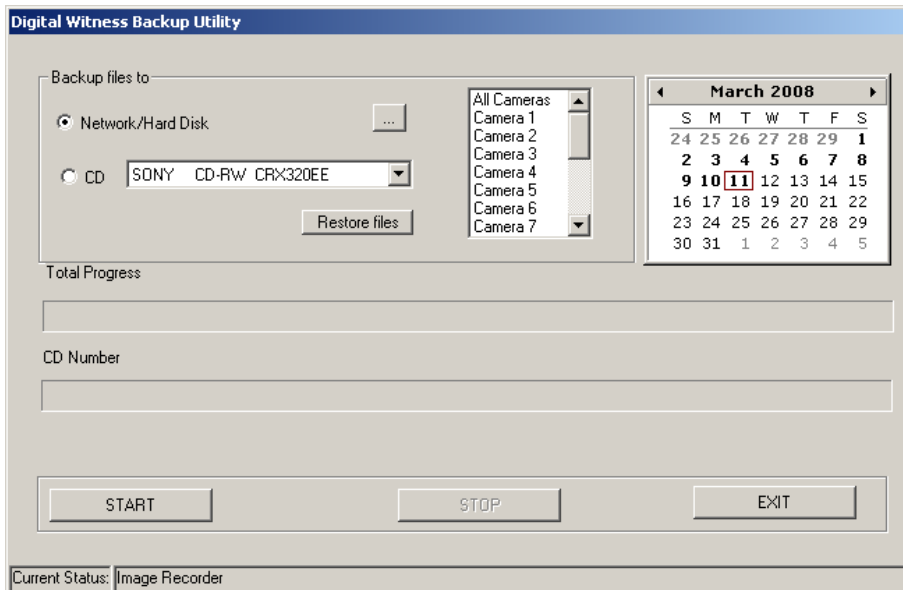 Digital Witness Backup Utility
Backup files to
Network/Hard Disk
...
CD
SONY CD-RW CRX320EE
Restore files
All Cameras
Camera 1
Camera 2
Camera 3
Camera 4
Camera 5
Camera 6
Camera 7
March 2008
S M T W T F S
24 25 26 27 28 29 1
2 3 4 5 6 7 8
9 10 11 12 13 14 15
16 17 18 19 20 21 22
23 24 25 26 27 28 29
30 31 1 2 3 4 5
Total Progress
CD Number
START
STOP
EXIT
Current Status: Image Recorder